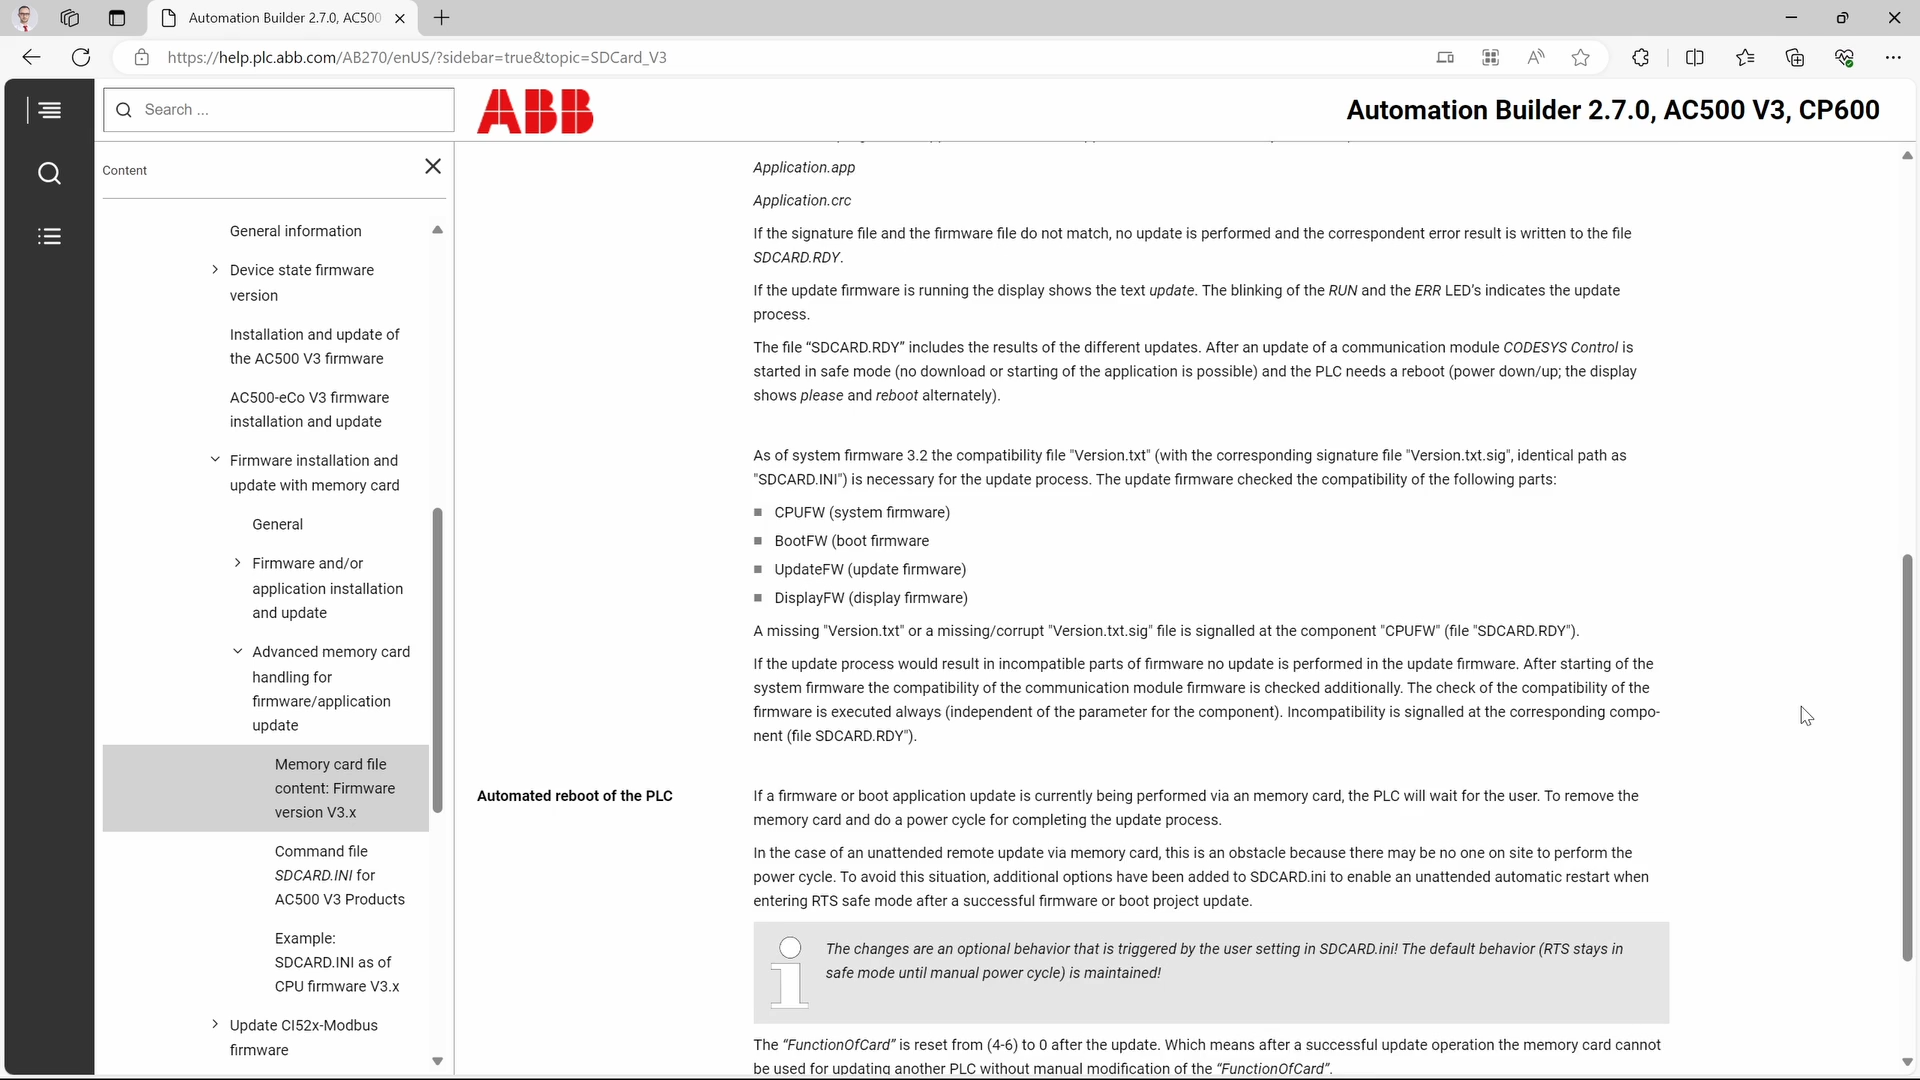 Automation Builder 2.7.0, AC500
https://help.plc.abb.com/AB270/enUS/?sidebar=true&topic=SDCard_V3
Search ...
ABB
Automation Builder 2.7.0, AC500 V3, CP600
Content
General information
Device state firmware
version
Installation and update of
the AC500 V3 firmware
AC500-eCo V3 firmware
installation and update
Firmware installation and
update with memory card
General
Firmware and/or
application installation
and update
Advanced memory card
handling for
firmware/application
update
Memory card file
content: Firmware
version V3.x
Command file
SDCARD.INI for
AC500 V3 Products
Example:
SDCARD.INI as of
CPU firmware V3.x
Update CI52x-Modbus
firmware
Application.app
Application.crc
If the signature file and the firmware file do not match, no update is performed and the correspondent error result is written to the file
SDCARD.RDY.
If the update firmware is running the display shows the text update. The blinking of the RUN and the ERR LED's indicates the update
process.
The file “SDCARD.RDY” includes the results of the different updates. After an update of a communication module CODESYS Control is
started in safe mode (no download or starting of the application is possible) and the PLC needs a reboot (power down/up; the display
shows please and reboot alternately).
As of system firmware 3.2 the compatibility file "Version.txt" (with the corresponding signature file "Version.txt.sig", identical path as
"SDCARD.INI") is necessary for the update process. The update firmware checked the compatibility of the following parts:
CPUFW (system firmware)
BootFW (boot firmware
UpdateFW (update firmware)
DisplayFW (display firmware)
A missing "Version.txt" or a missing/corrupt "Version.txt.sig" file is signalled at the component "CPUFW" (file "SDCARD.RDY").
If the update process would result in incompatible parts of firmware no update is performed in the update firmware. After starting of the
system firmware the compatibility of the communication module firmware is checked additionally. The check of the compatibility of the
firmware is executed always (independent of the parameter for the component). Incompatibility is signalled at the corresponding compo-
nent (file SDCARD.RDY").
Automated reboot of the PLC
If a firmware or boot application update is currently being performed via an memory card, the PLC will wait for the user. To remove the
memory card and do a power cycle for completing the update process.
In the case of an unattended remote update via memory card, this is an obstacle because there may be no one on site to perform the
power cycle. To avoid this situation, additional options have been added to SDCARD.ini to enable an unattended automatic restart when
entering RTS safe mode after a successful firmware or boot project update.
The changes are an optional behavior that is triggered by the user setting in SDCARD.ini! The default behavior (RTS stays in
safe mode until manual power cycle) is maintained!
The “FunctionOfCard” is reset from (4-6) to 0 after the update. Which means after a successful update operation the memory card cannot
be used for updating another PLC without manual modification of the “FunctionOfCard”.